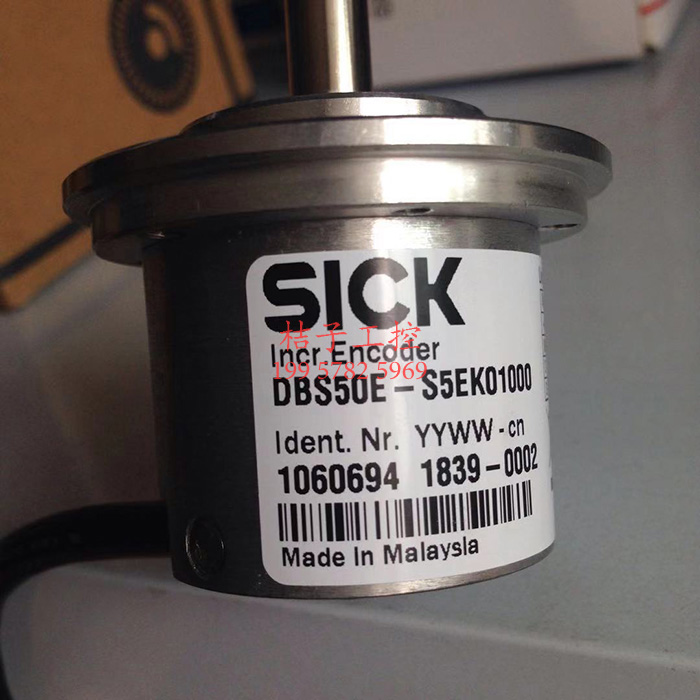 SICK
桔子工控
Incr.Encoder
199 5782 5969
DBS50E-S5EK01000
Ident. Nr. YYWW-cn
1060694 1839-0002
Made In Malaysia